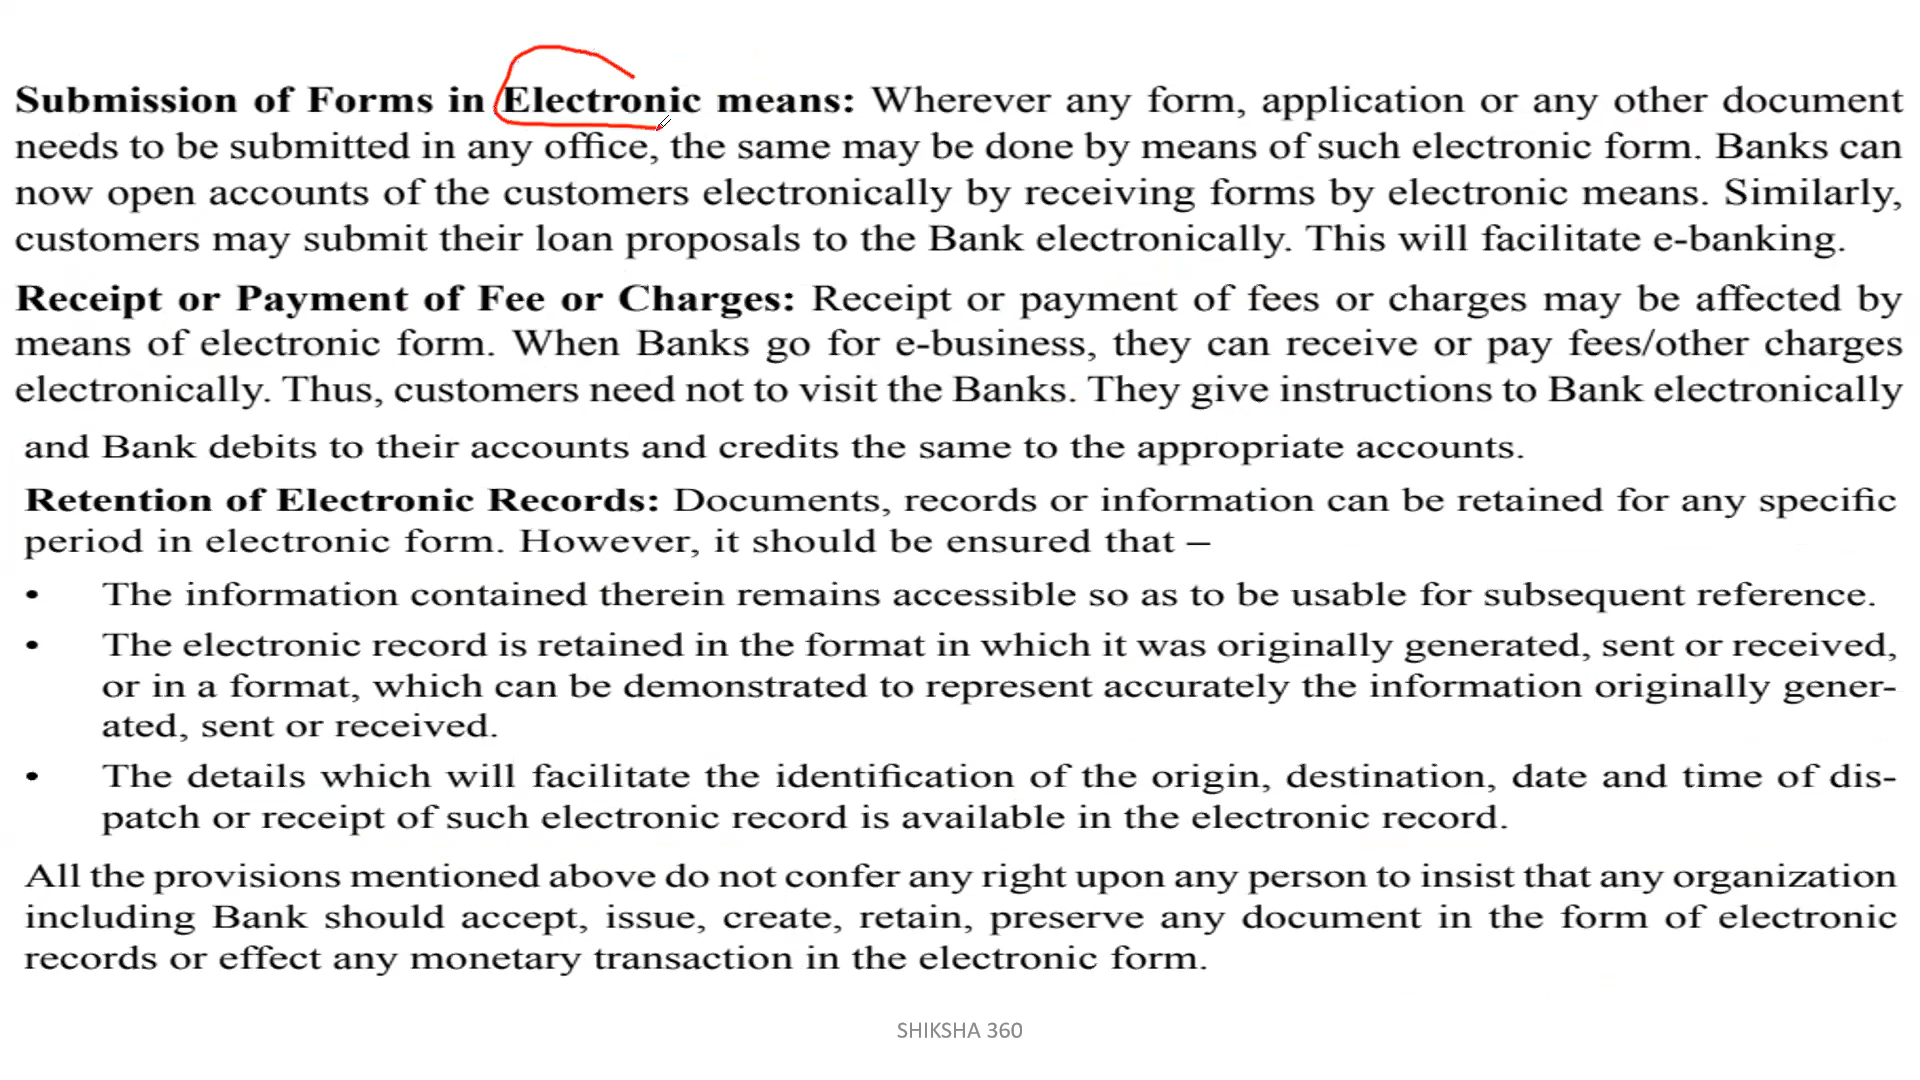 Submission of Forms in Electronic means: Wherever any form, application or any other document
needs to be submitted in any office, the same may be done by means of such electronic form. Banks can
now open accounts of the customers electronically by receiving forms by electronic means. Similarly,
customers may submit their loan proposals to the Bank electronically. This will facilitate e-banking.
Receipt or Payment of Fee or Charges: Receipt or payment of fees or charges may be affected by
means of electronic form. When Banks go for e-business, they can receive or pay fees/other charges
electronically. Thus, customers need not to visit the Banks. They give instructions to Bank electronically
and Bank debits to their accounts and credits the same to the appropriate accounts.
Retention of Electronic Records: Documents, records or information can be retained for any specific
period in electronic form. However, it should be ensured that –
• The information contained therein remains accessible so as to be usable for subsequent reference.
• The electronic record is retained in the format in which it was originally generated, sent or received,
or in a format, which can be demonstrated to represent accurately the information originally gener-
ated, sent or received.
• The details which will facilitate the identification of the origin, destination, date and time of dis-
patch or receipt of such electronic record is available in the electronic record.
All the provisions mentioned above do not confer any right upon any person to insist that any organization
including Bank should accept, issue, create, retain, preserve any document in the form of electronic
records or effect any monetary transaction in the electronic form.
SHIKSHA 360